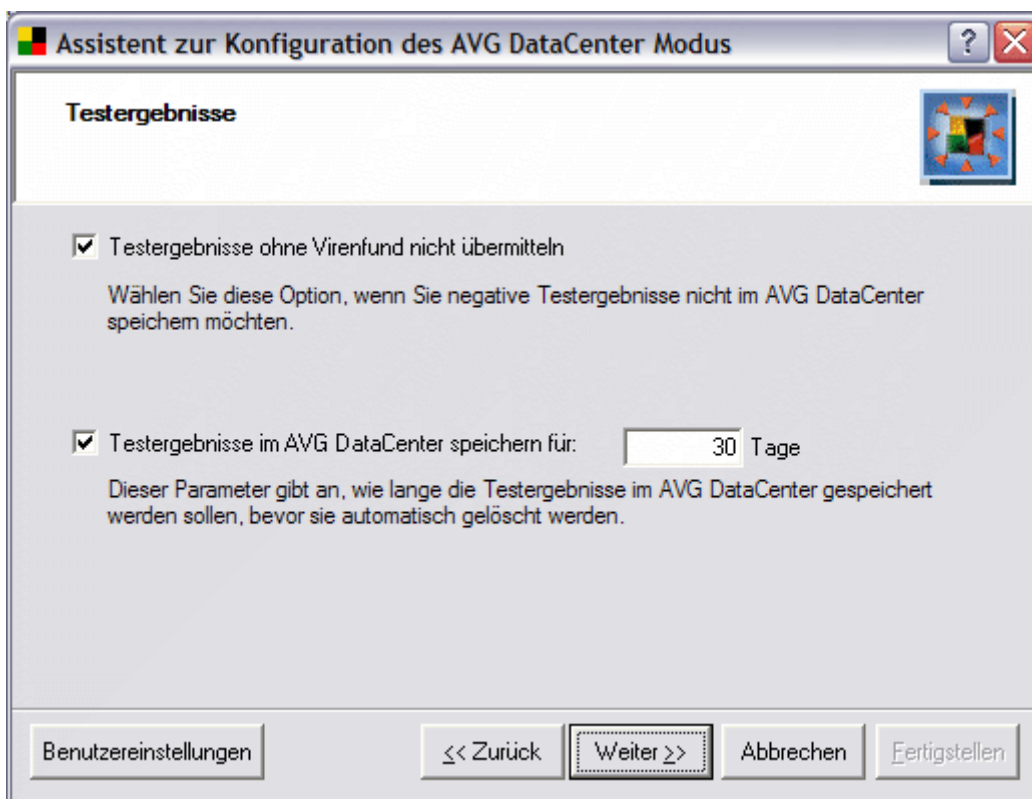 Assistent zur Konfiguration des AVG DataCenter Modus
?
Testergebnisse
Testergebnisse ohne Virenfund nicht übermitteln
Wählen Sie diese Option, wenn Sie negative Testergebnisse nicht im AVG DataCenter
speichern möchten.
Testergebnisse im AVG DataCenter speichern für: 30 Tage
Dieser Parameter gibt an, wie lange die Testergebnisse im AVG DataCenter gespeichert
werden sollen, bevor sie automatisch gelöscht werden.
Benutzereinstellungen << Zurück Weiter >> Abbrechen Fertigstellen